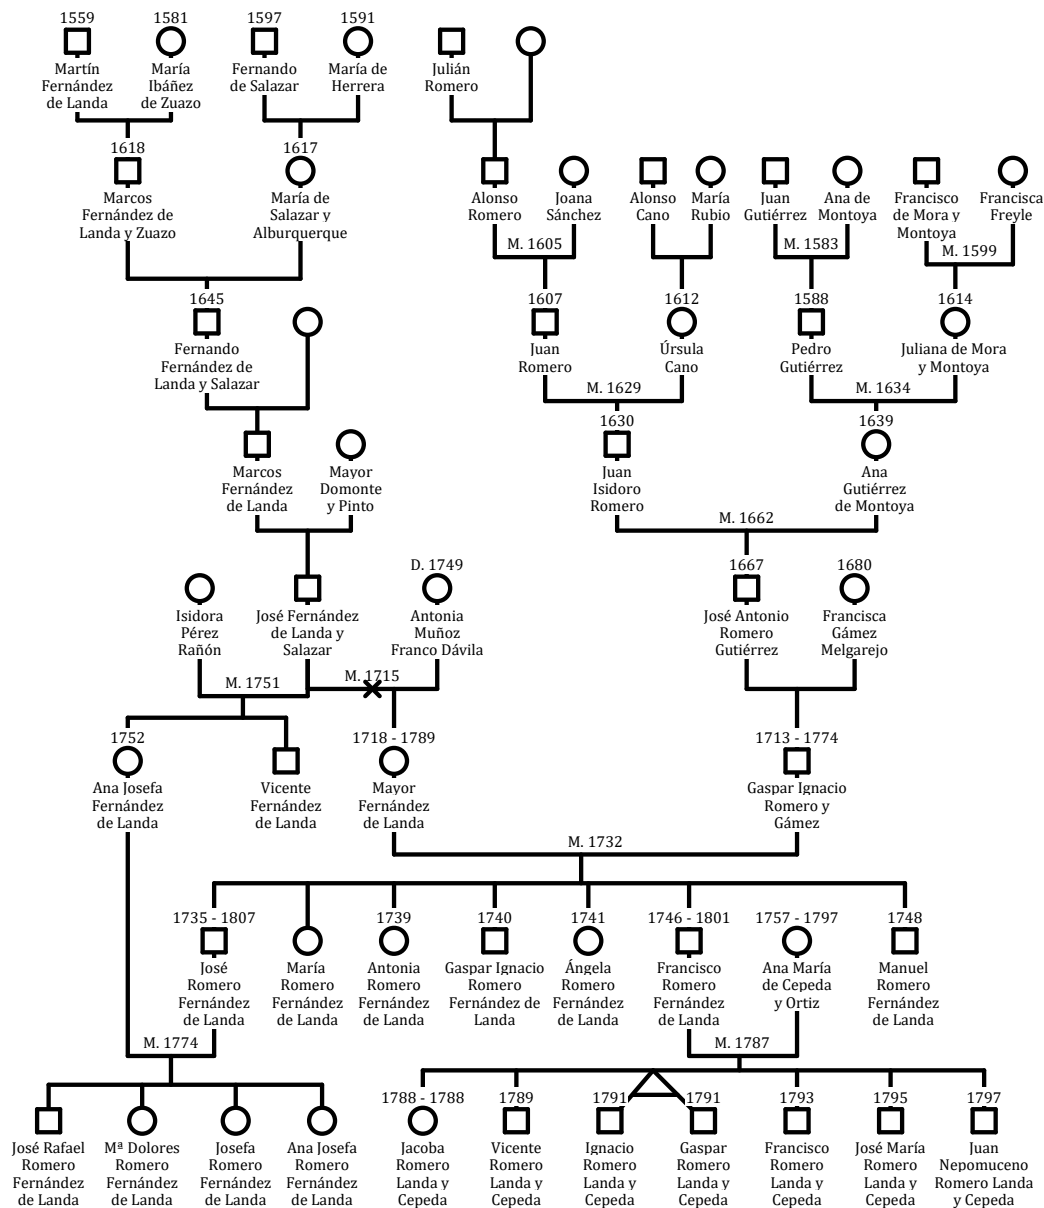 1559
Martín
Fernández
de Landa
1581
María
Ibáñez
de Zuazo
1597
Fernando
de Salazar
1591
María de
Herrera
Julián
Romero
1618
Marcos
Fernández de
Landa y Zuazo
1617
María de
Salazar y
Alburquerque
Alonso
Romero
Joana
Sánchez
Alonso
Cano
María
Rubio
Juan
Gutiérrez
Ana de
Montoya
Francisco
de Mora y
Montoya
Francisca
Freyle
M. 1605
M. 1583
M. 1599
1645
Fernando
Fernández de
Landa y Salazar
1607
Juan
Romero
1612
Úrsula
Cano
1588
Pedro
Gutiérrez
1614
Juliana de Mora
y Montoya
M. 1629
M. 1634
Marcos
Fernández
de Landa
Mayor
Domonte
y Pinto
1630
Juan
Isidoro
Romero
1639
Ana
Gutiérrez
de Montoya
M. 1662
Isidora
Pérez
Rañón
José Fernández
de Landa y
Salazar
D. 1749
Antonia
Muñoz
Franco Dávila
1667
José Antonio
Romero
Gutiérrez
1680
Francisca
Gámez
Melgarejo
M. 1751
M. 1715
1752
Ana Josefa
Fernández
de Landa
Vicente
Fernández
de Landa
1718 - 1789
Mayor
Fernández
de Landa
1713 - 1774
Gaspar Ignacio
Romero y
Gámez
M. 1732
1735 - 1807
José
Romero
Fernández
de Landa
María
Romero
Fernández
de Landa
1739
Antonia
Romero
Fernández
de Landa
1740
Gaspar Ignacio
Romero
Fernández de
Landa
1741
Ángela
Romero
Fernández
de Landa
1746 - 1801
Francisco
Romero
Fernández
de Landa
1757 - 1797
Ana María
de Cepeda
y Ortiz
1748
Manuel
Romero
Fernández
de Landa
M. 1774
M. 1787
José Rafael
Romero
Fernández
de Landa
Mª Dolores
Romero
Fernández
de Landa
Josefa
Romero
Fernández
de Landa
Ana Josefa
Romero
Fernández
de Landa
1788 - 1788
Jacoba
Romero
Landa y
Cepeda
1789
Vicente
Romero
Landa y
Cepeda
1791
Ignacio
Romero
Landa y
Cepeda
1791
Gaspar
Romero
Landa y
Cepeda
1793
Francisco
Romero
Landa y
Cepeda
1795
José María
Romero
Landa y
Cepeda
1797
Juan
Nepomuceno
Romero Landa
y Cepeda